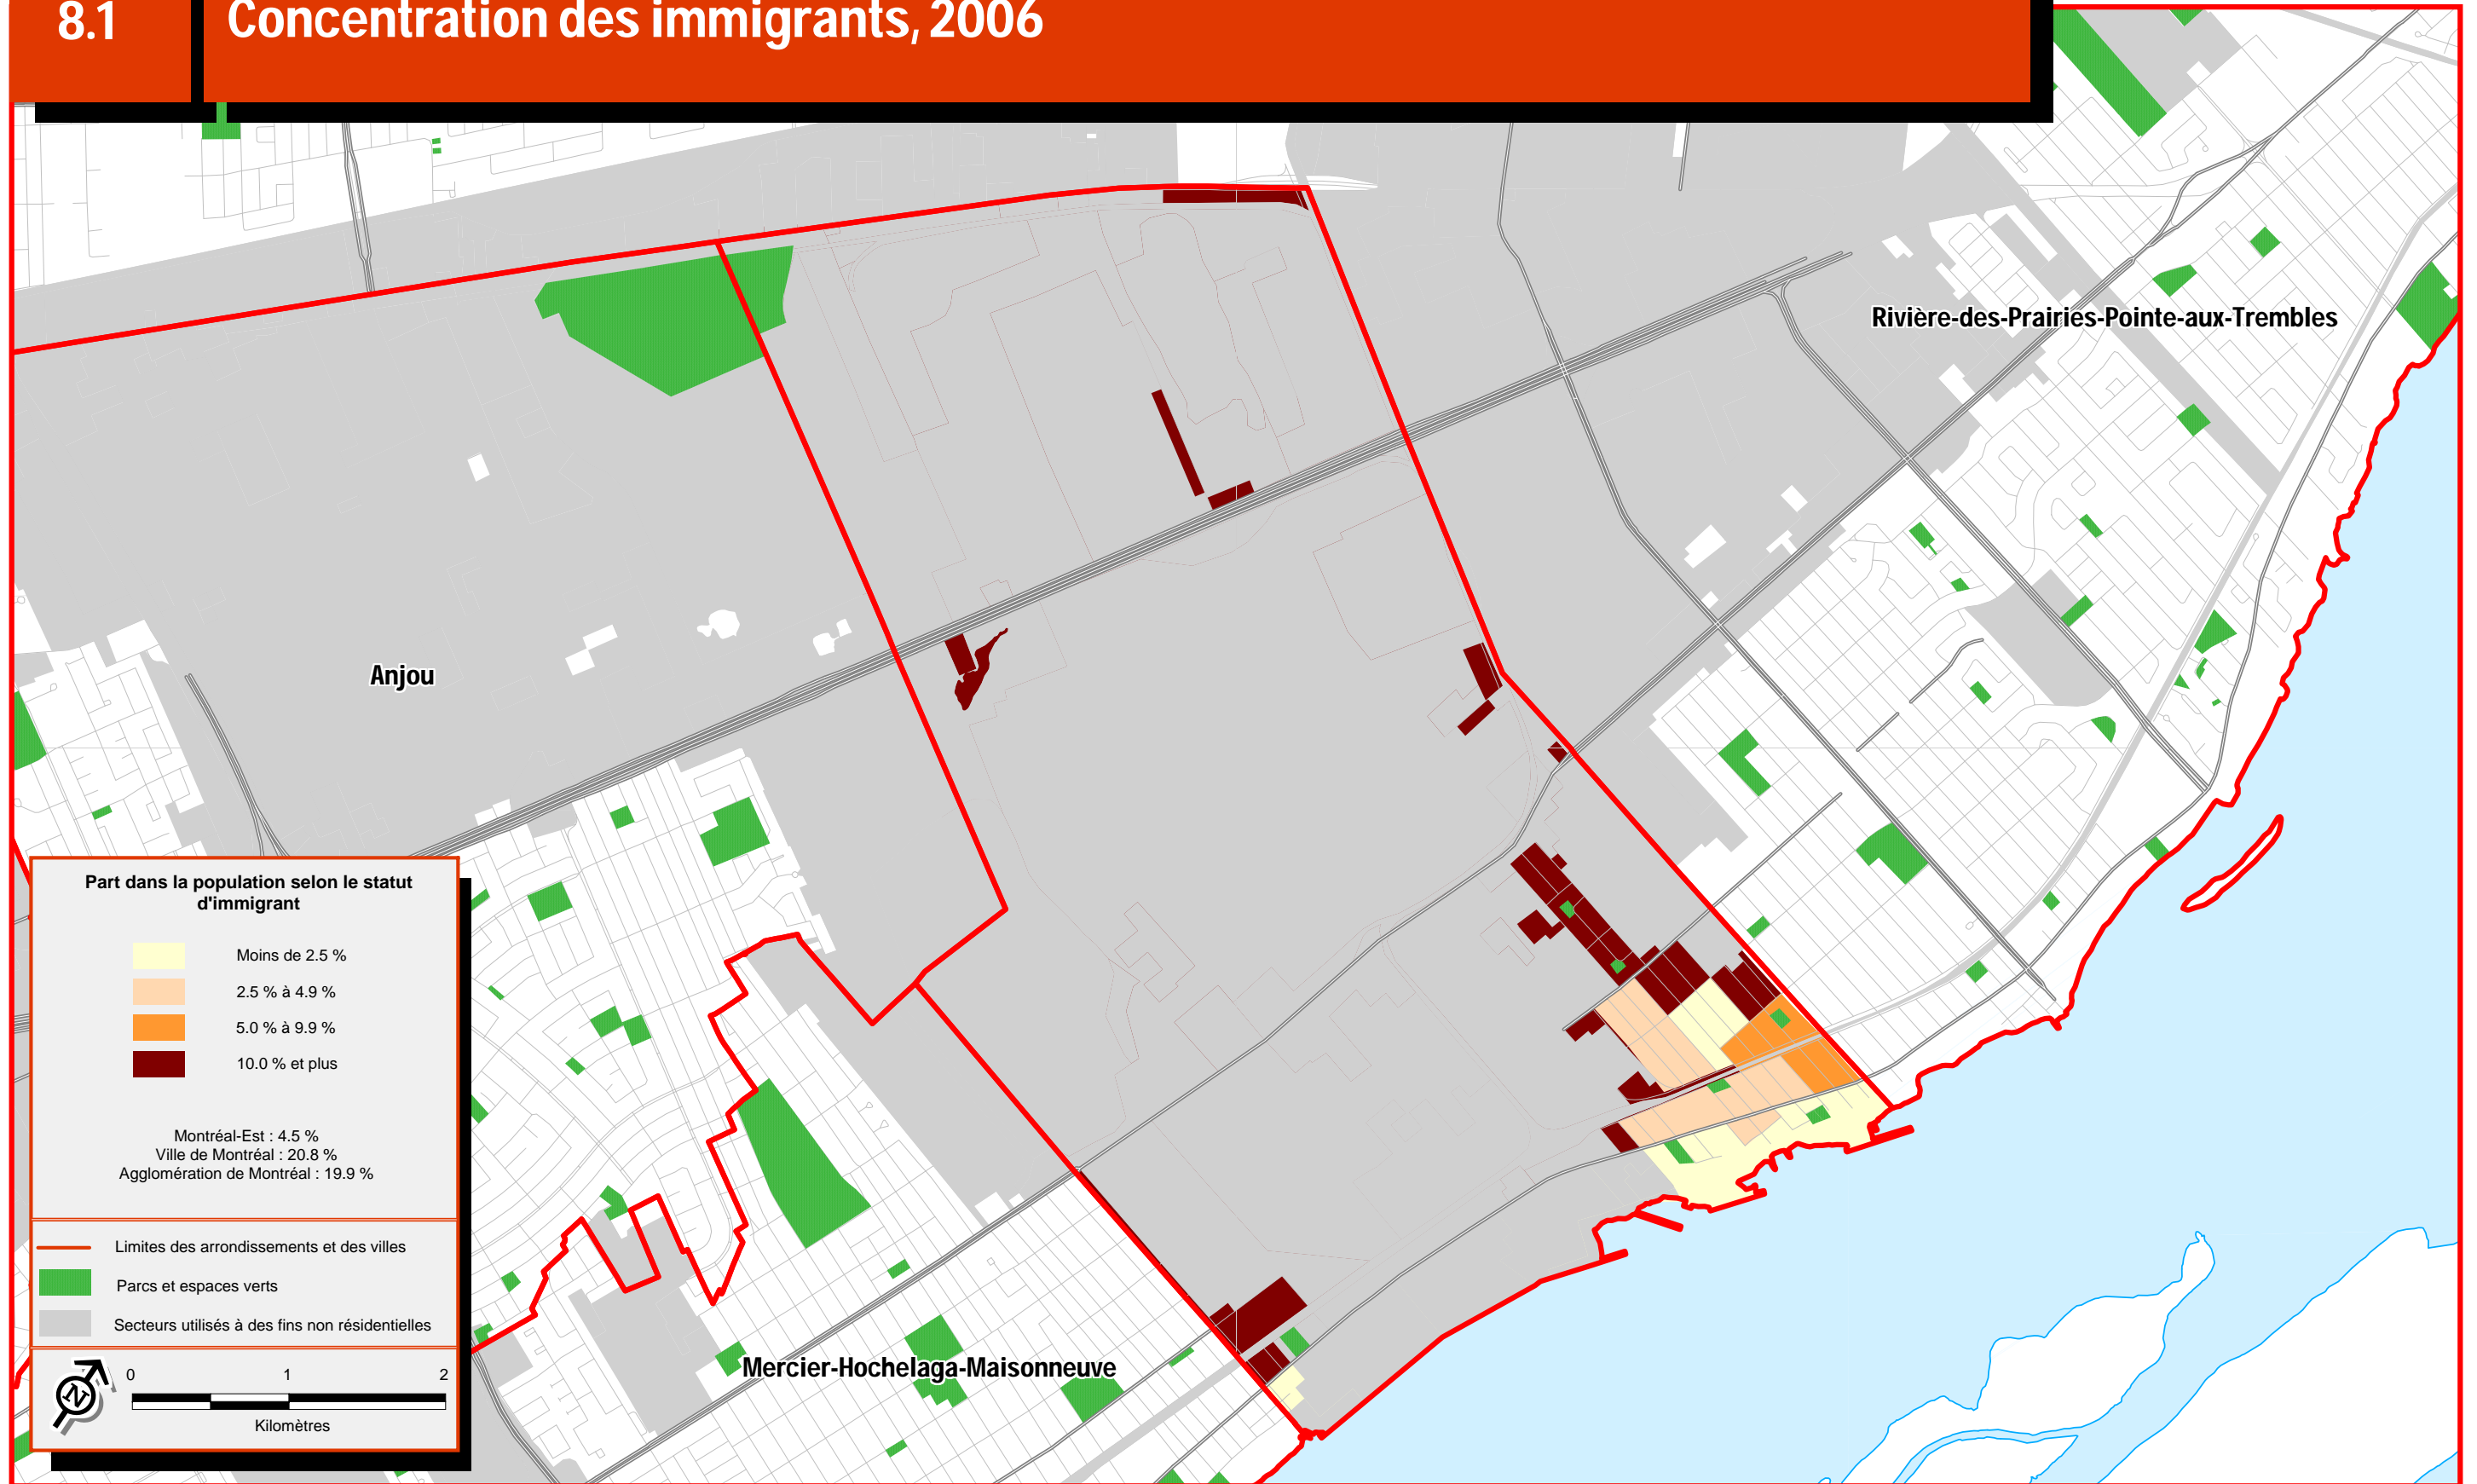 8.1
Concentration des immigrants, 2006
Rivière-des-Prairies-Pointe-aux-Trembles
Anjou
Mercier-Hochelaga-Maisonneuve
Part dans la population selon le statut
d'immigrant
Moins de 2.5 %
2.5 % à 4.9 %
5.0 % à 9.9 %
10.0 % et plus
Montréal-Est : 4.5 %
Ville de Montréal : 20.8 %
Agglomération de Montréal : 19.9 %
Limites des arrondissements et des villes
Parcs et espaces verts
Secteurs utilisés à des fins non résidentielles
N
0 1 2
Kilomètres